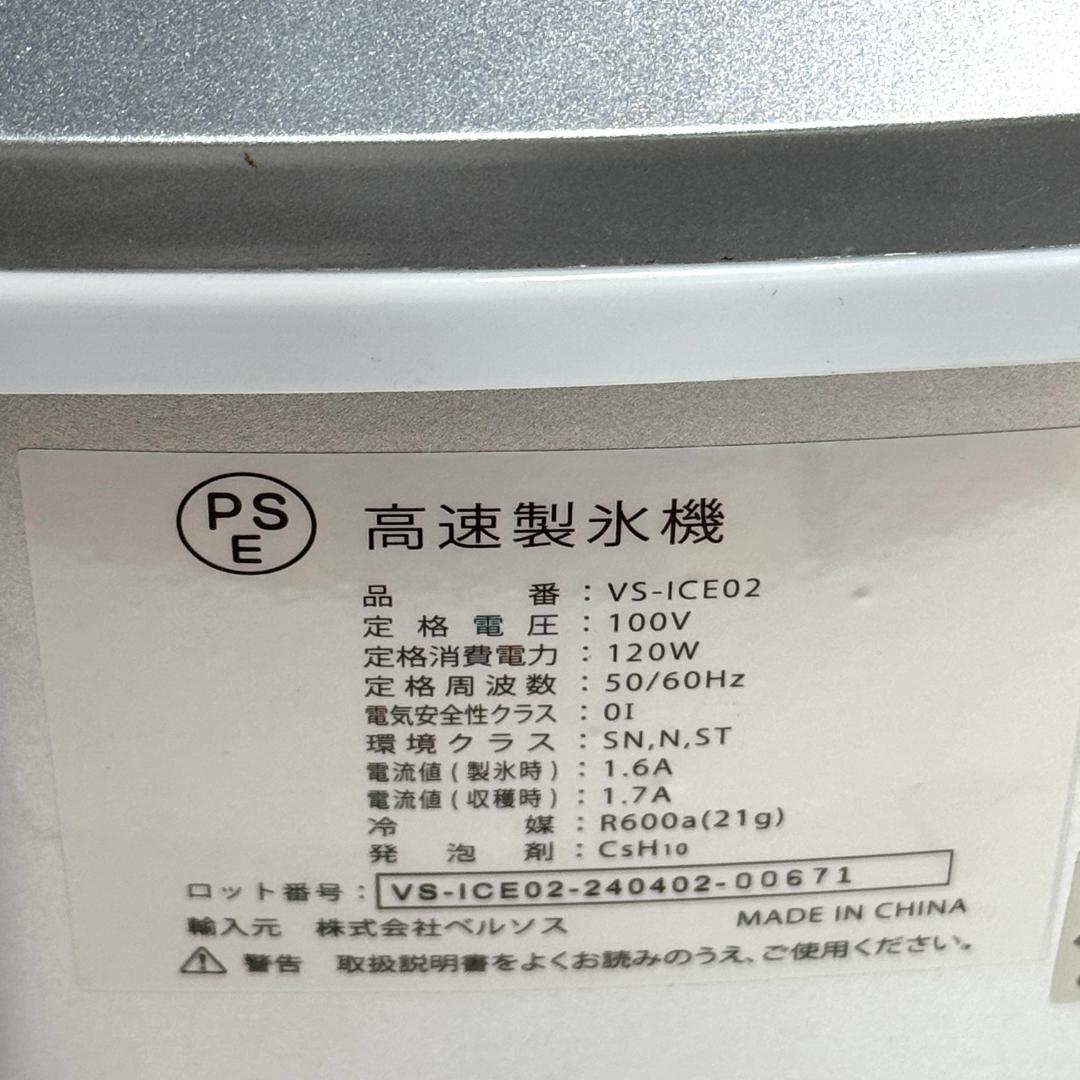 PSE 高速製氷機
品番：VS-ICE02
定格電圧：100V
定格消費電力：120W
定格周波数：50/60Hz
電気安全性クラス：0I
環境クラス：SN,N,ST
電流値(製氷時)：1.6A
電流値(収穫時)：1.7A
冷媒：R600a(21g)
発泡剤：CsH10
ロット番号：VS-ICE02-240402-00671
輸入元 株式会社ベルソス MADE IN CHINA
⚠警告 取扱説明書をよくお読みのうえ、ご使用ください。